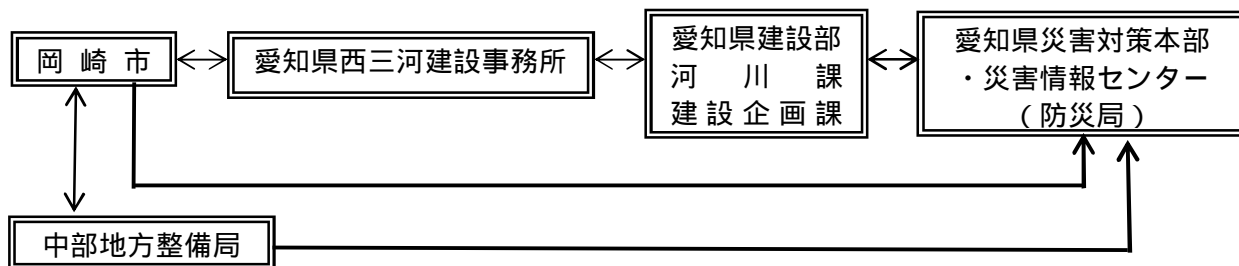 岡崎市
愛知県西三河建設事務所
愛知県建設部
河川課
建設企画課
愛知県災害対策本部
・災害情報センター
(防災局)
中部地方整備局